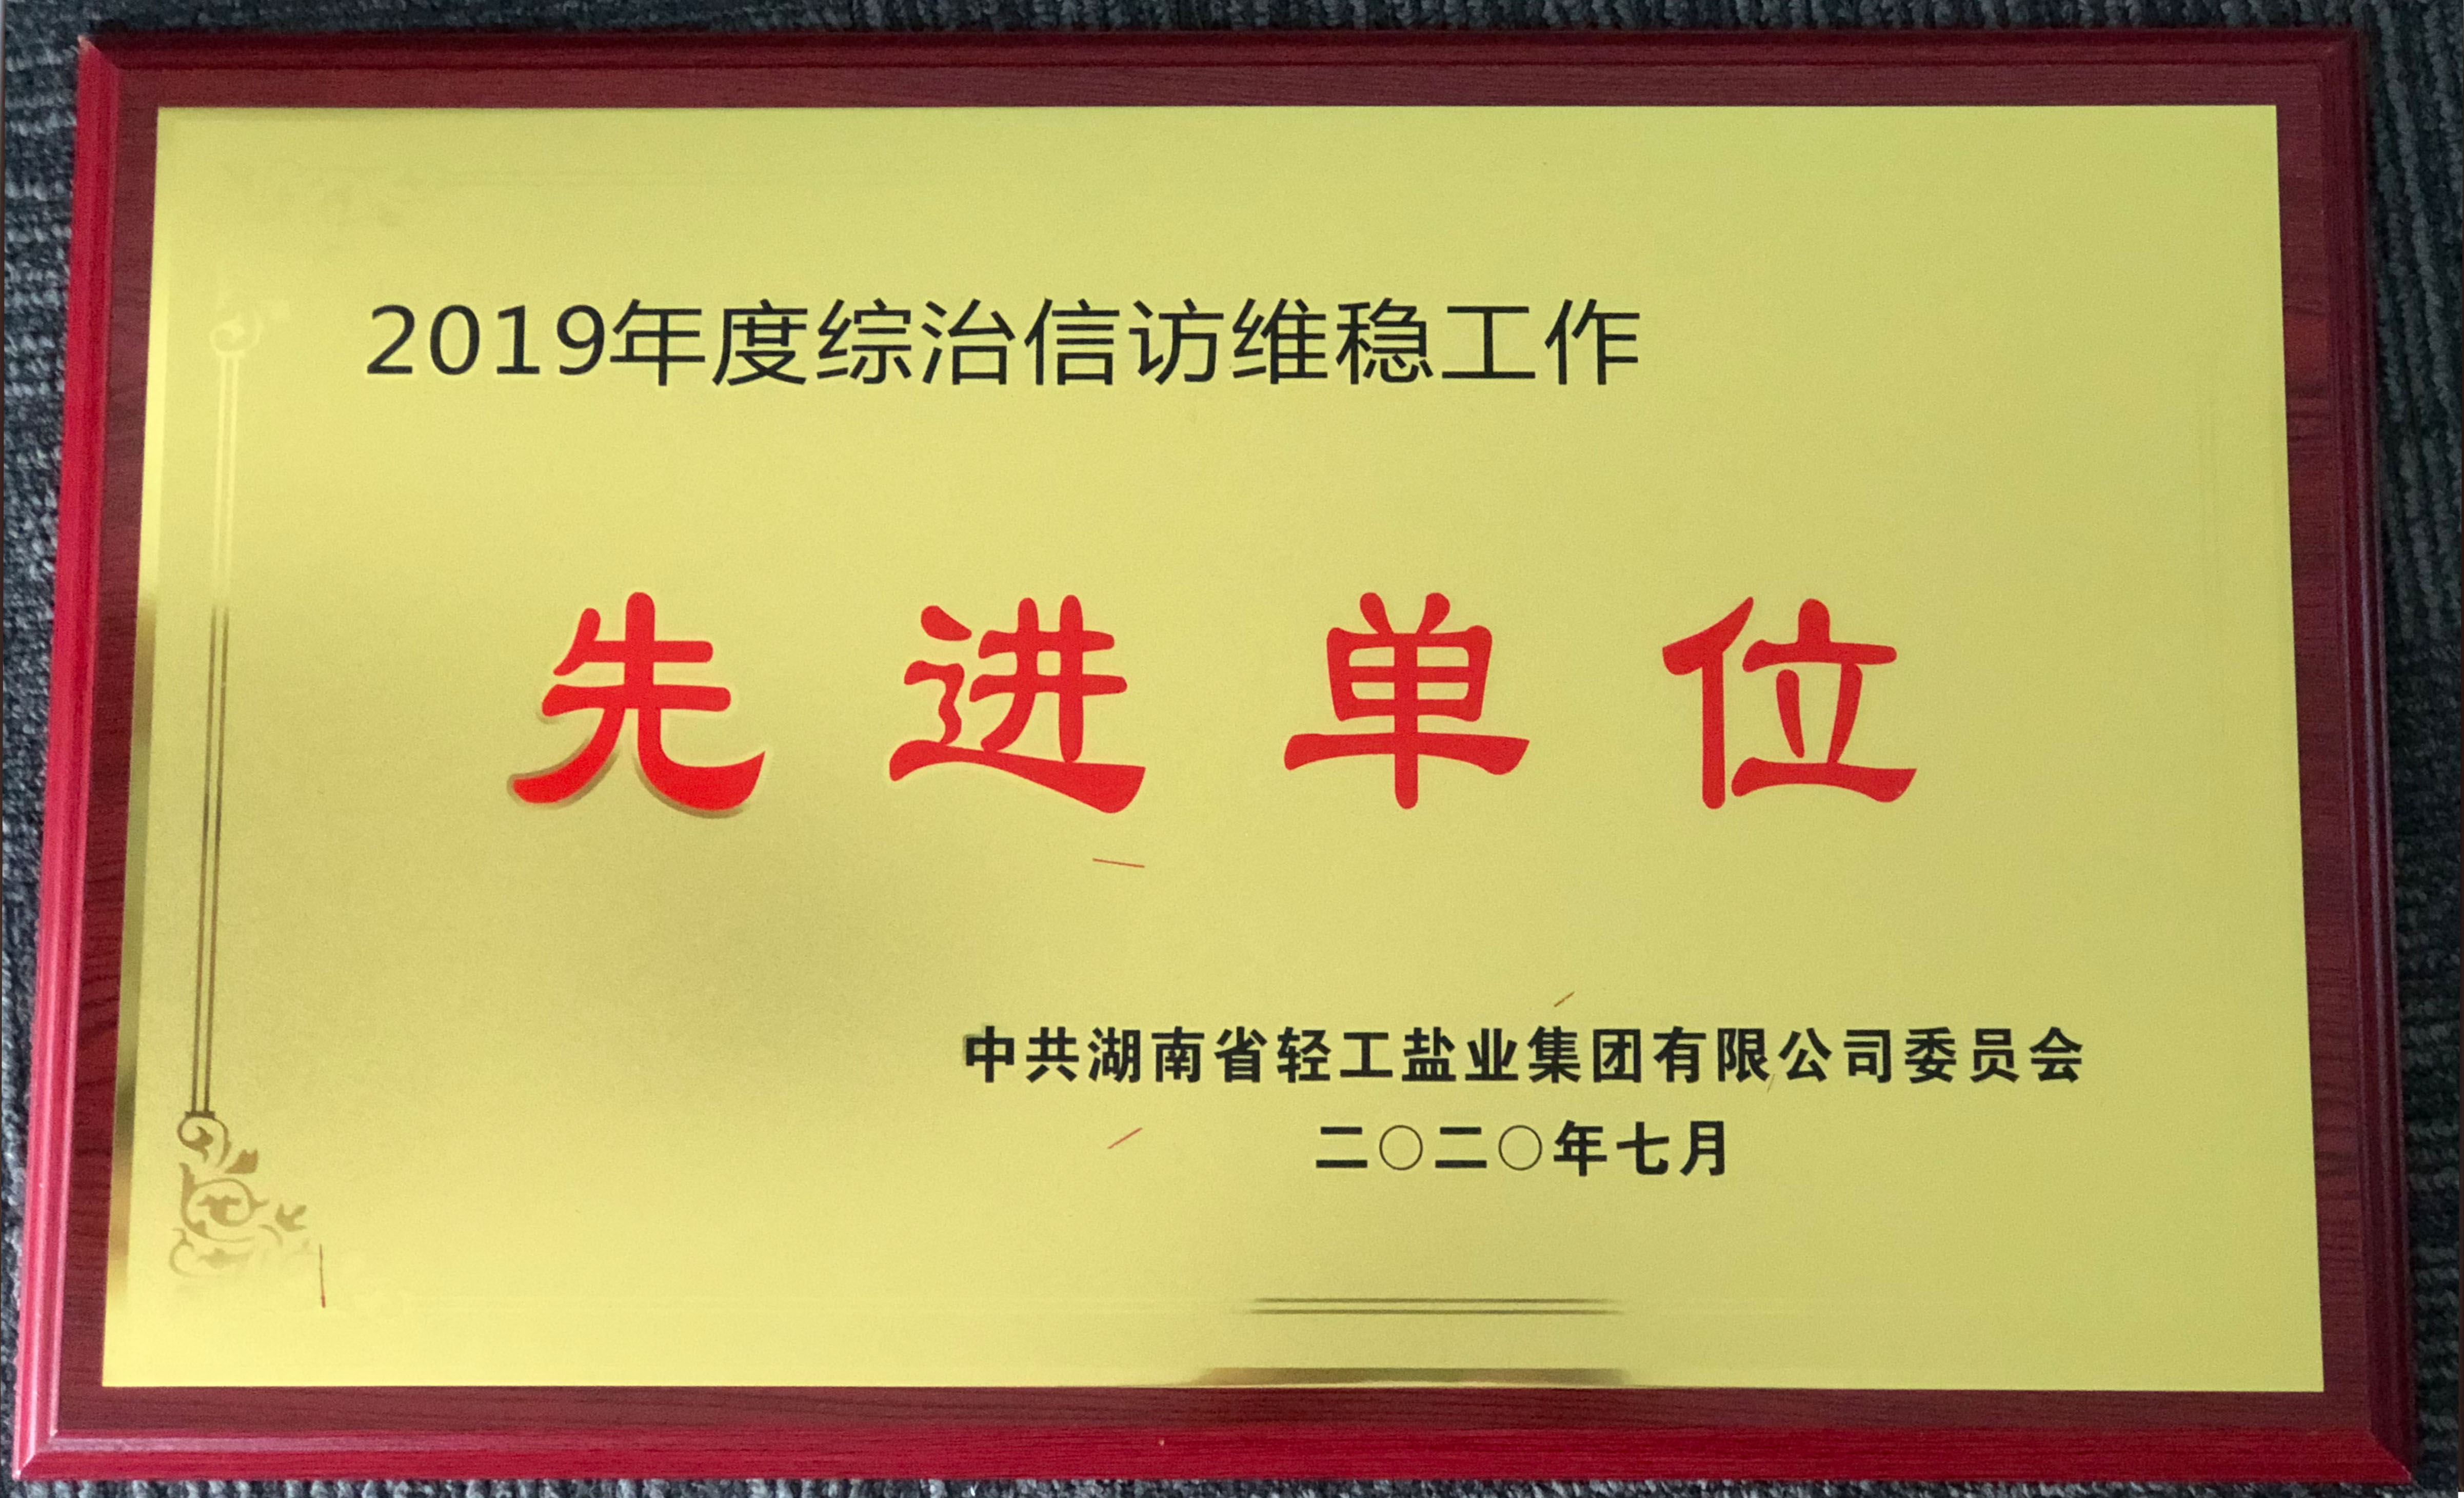 2019年度综治信访维稳工作
先进单位
中共湖南省轻工盐业集团有限公司委员会
二〇二〇年七月